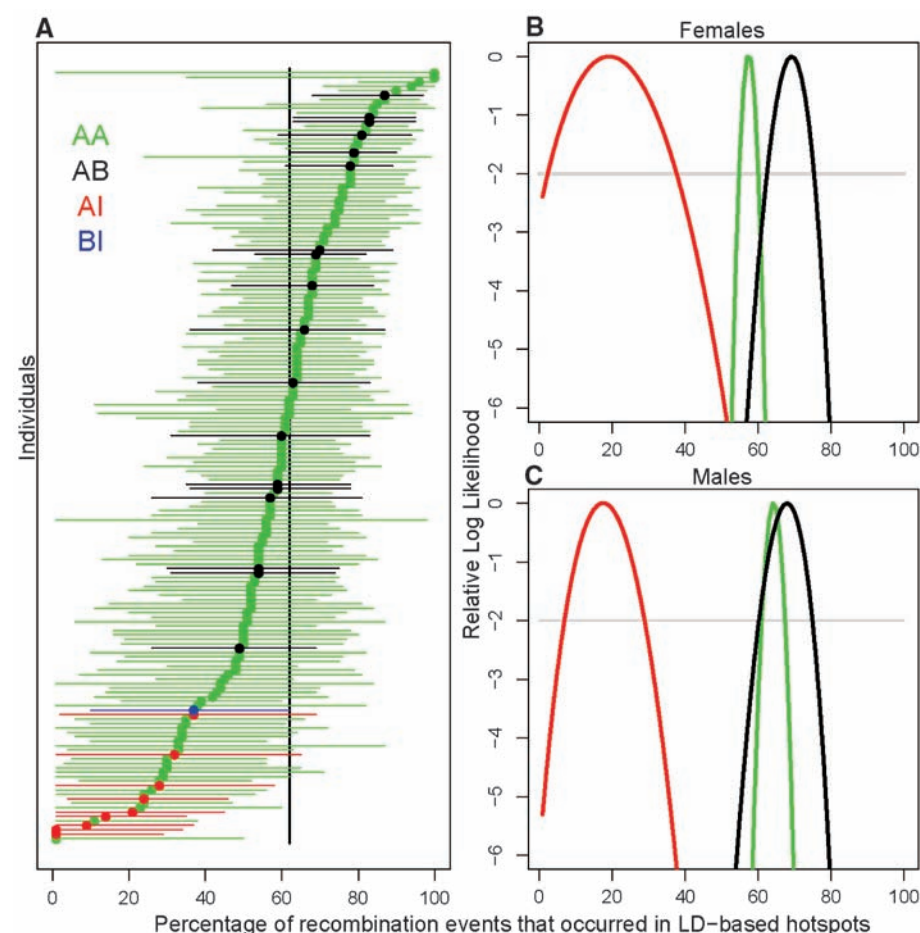 A
Individuals
AA
AB
AI
BI
0 20 40 60 80 100
B
Females
0
-1
-2
-3
-4
-5
-6
0 20 40 60 80 100
Relative Log Likelihood
C
Males
0
-1
-2
-3
-4
-5
-6
0 20 40 60 80 100
Percentage of recombination events that occurred in LD-based hotspots